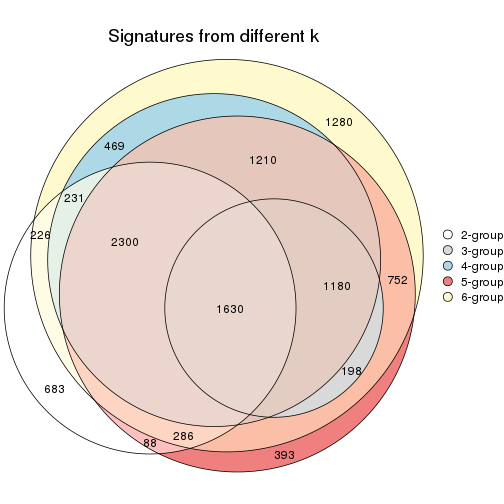 Signatures from different k
1280
469
1210
231
226
2300
752
1180
1630
198
683
88
286
393
2-group
3-group
4-group
5-group
6-group